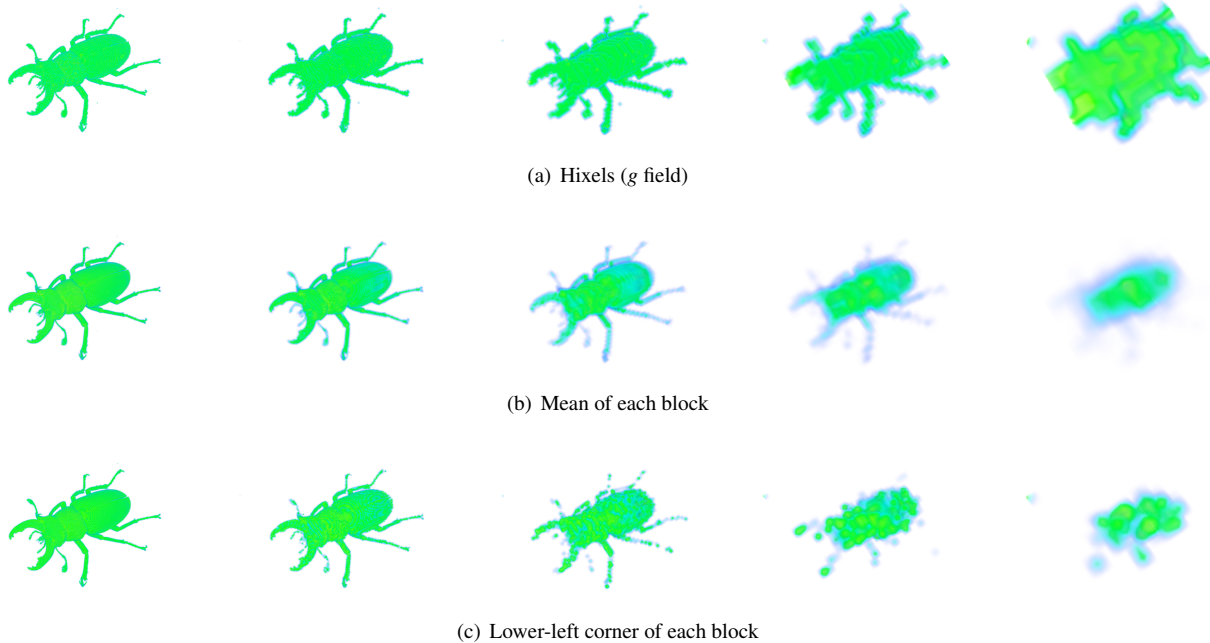 (a) Hixels (g field)
(b) Mean of each block
(c) Lower-left corner of each block